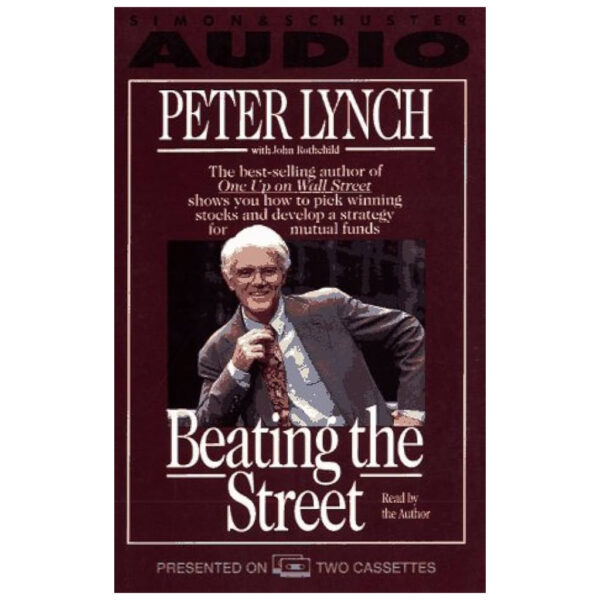 SIMON & SCHUSTER
AUDIO
PETER LYNCH
with John Rothchild
The best-selling author of
One Up on Wall Street
shows you how to pick winning
stocks and develop a strategy
for mutual funds
Beating the
Street
Read by
the Author
PRESENTED ON TWO CASSETTES